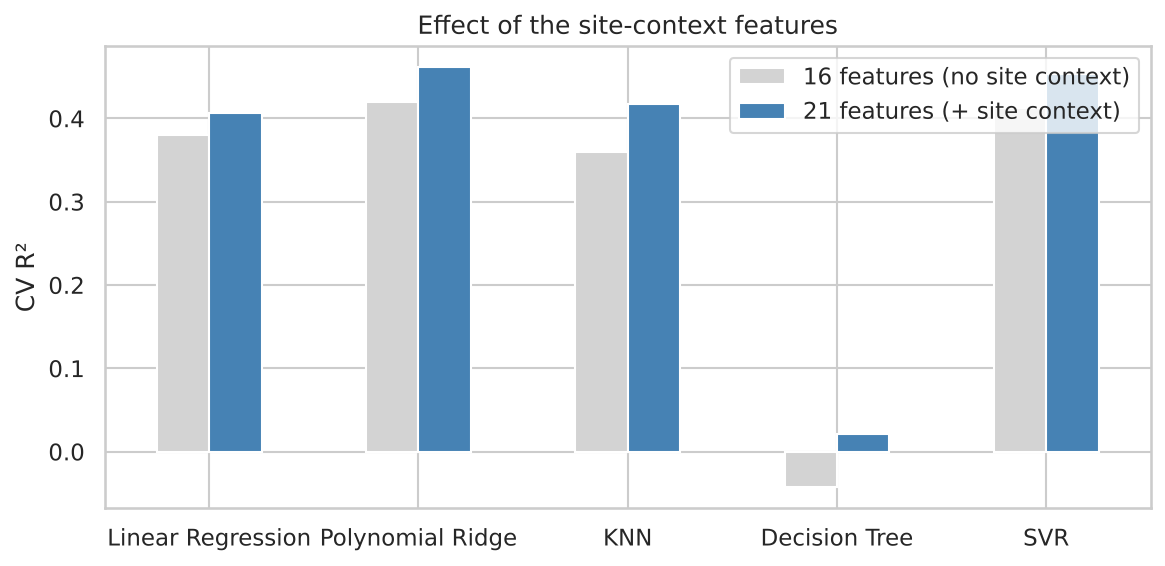 Effect of the site-context features
16 features (no site context)
21 features (+ site context)
CV R²
0.4
0.3
0.2
0.1
0.0
Linear Regression
Polynomial Ridge
KNN
Decision Tree
SVR